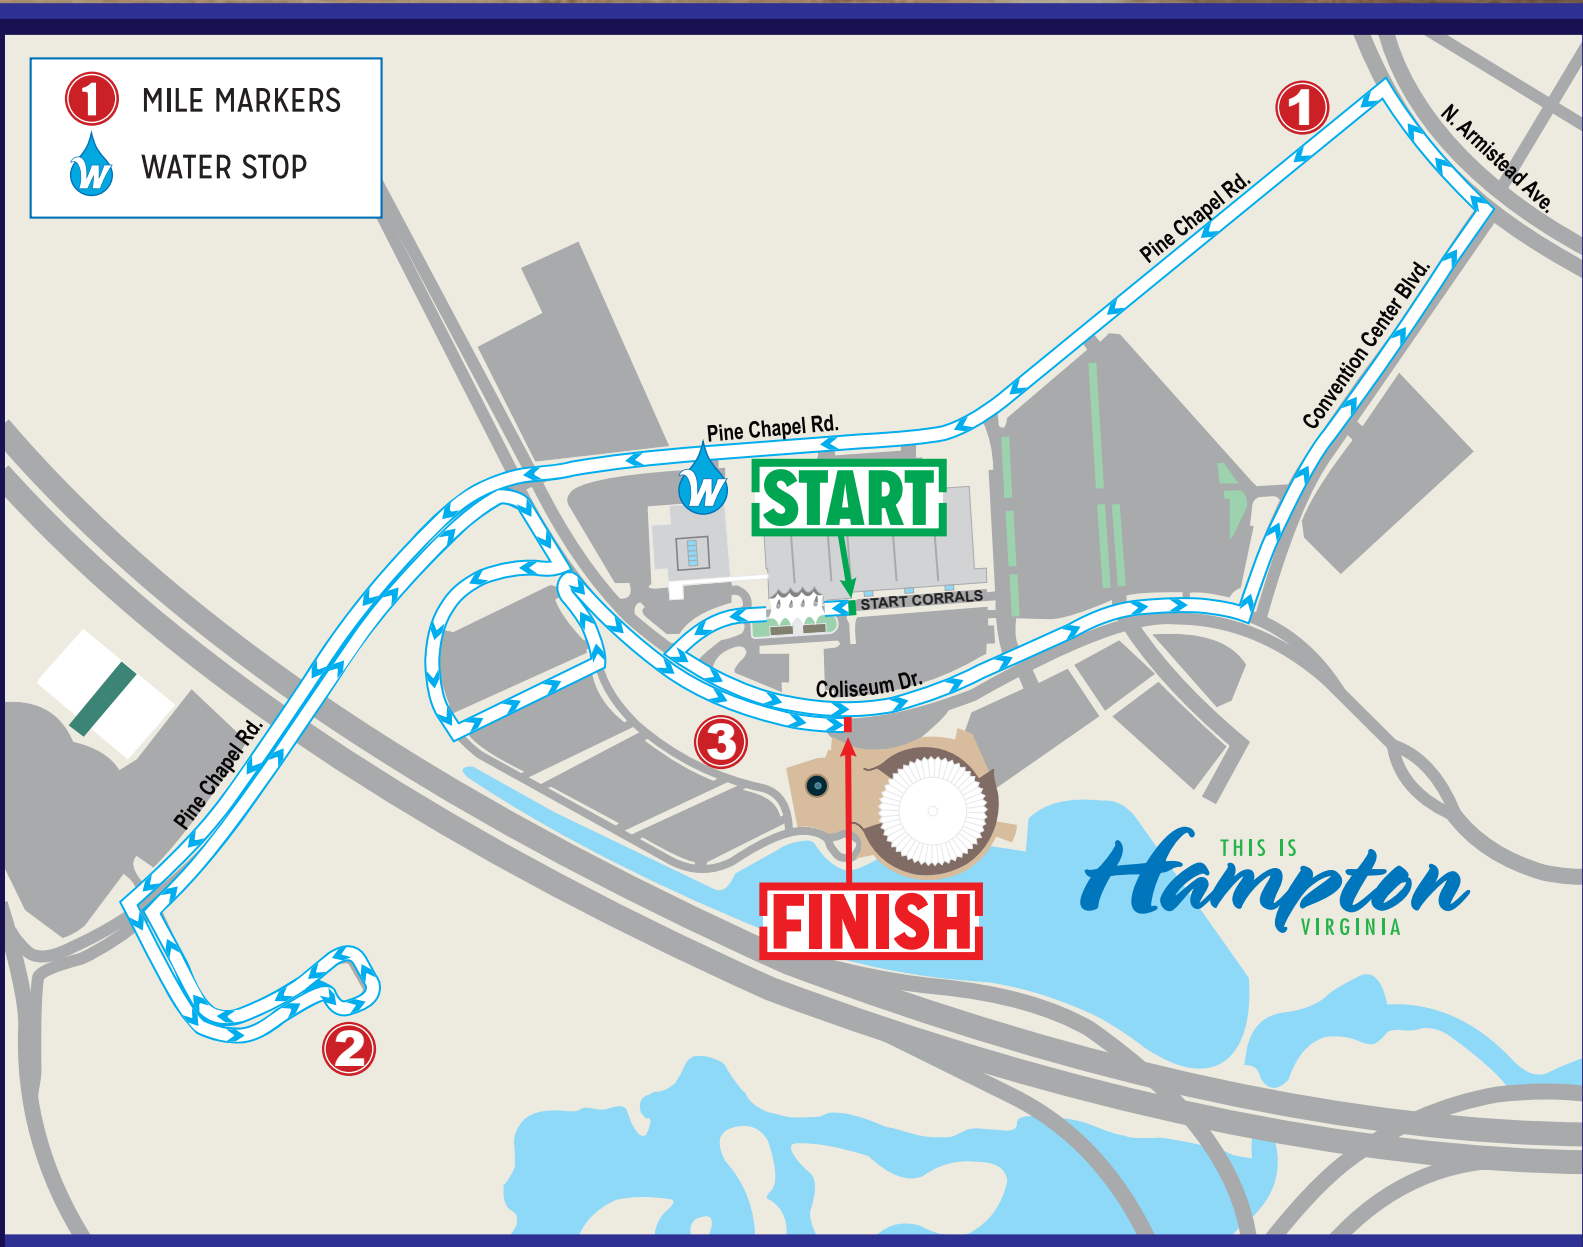 1 MILE MARKERS
W WATER STOP
1
N. Armistead Ave.
Pine Chapel Rd.
Convention Center Blvd.
Pine Chapel Rd.
W
START
START CORRALS
Coliseum Dr.
3
Pine Chapel Rd.
THIS IS
Hampton
VIRGINIA
FINISH
2